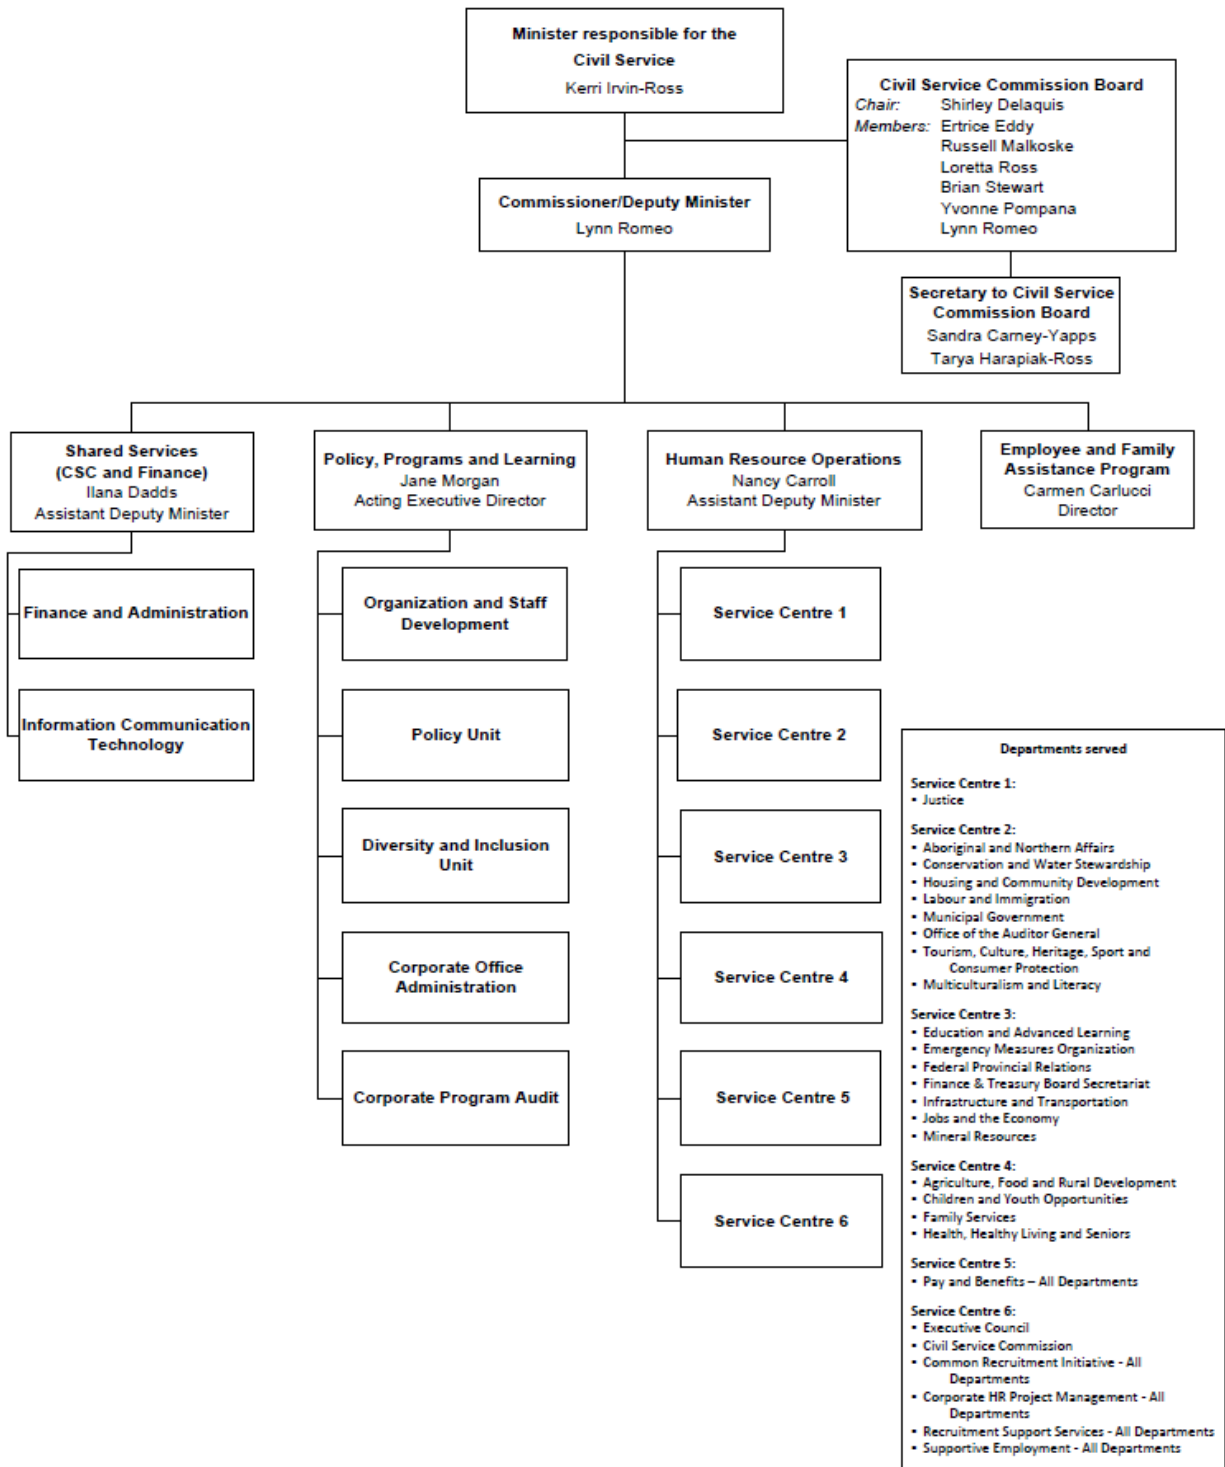 Minister responsible for the
Civil Service
Kerri Irvin-Ross
Civil Service Commission Board
Chair: Shirley Delaquis
Members: Ertrice Eddy
Russell Malkoske
Loretta Ross
Brian Stewart
Yvonne Pompana
Lynn Romeo
Commissioner/Deputy Minister
Lynn Romeo
Secretary to Civil Service
Commission Board
Sandra Carney-Yapps
Tarya Harapiak-Ross
Shared Services
(CSC and Finance)
Ilana Dadds
Assistant Deputy Minister
Policy, Programs and Learning
Jane Morgan
Acting Executive Director
Human Resource Operations
Nancy Carroll
Assistant Deputy Minister
Employee and Family
Assistance Program
Carmen Carlucci
Director
Finance and Administration
Information Communication
Technology
Organization and Staff
Development
Policy Unit
Diversity and Inclusion
Unit
Corporate Office
Administration
Corporate Program Audit
Service Centre 1
Service Centre 2
Service Centre 3
Service Centre 4
Service Centre 5
Service Centre 6
Departments served
Service Centre 1:
▪ Justice
Service Centre 2:
▪ Aboriginal and Northern Affairs
▪ Conservation and Water Stewardship
▪ Housing and Community Development
▪ Labour and Immigration
▪ Municipal Government
▪ Office of the Auditor General
▪ Tourism, Culture, Heritage, Sport and
Consumer Protection
▪ Multiculturalism and Literacy
Service Centre 3:
▪ Education and Advanced Learning
▪ Emergency Measures Organization
▪ Federal Provincial Relations
▪ Finance & Treasury Board Secretariat
▪ Infrastructure and Transportation
▪ Jobs and the Economy
▪ Mineral Resources
Service Centre 4:
▪ Agriculture, Food and Rural Development
▪ Children and Youth Opportunities
▪ Family Services
▪ Health, Healthy Living and Seniors
Service Centre 5:
▪ Pay and Benefits – All Departments
Service Centre 6:
▪ Executive Council
▪ Civil Service Commission
▪ Common Recruitment Initiative - All
Departments
▪ Corporate HR Project Management - All
Departments
▪ Recruitment Support Services - All Departments
▪ Supportive Employment - All Departments